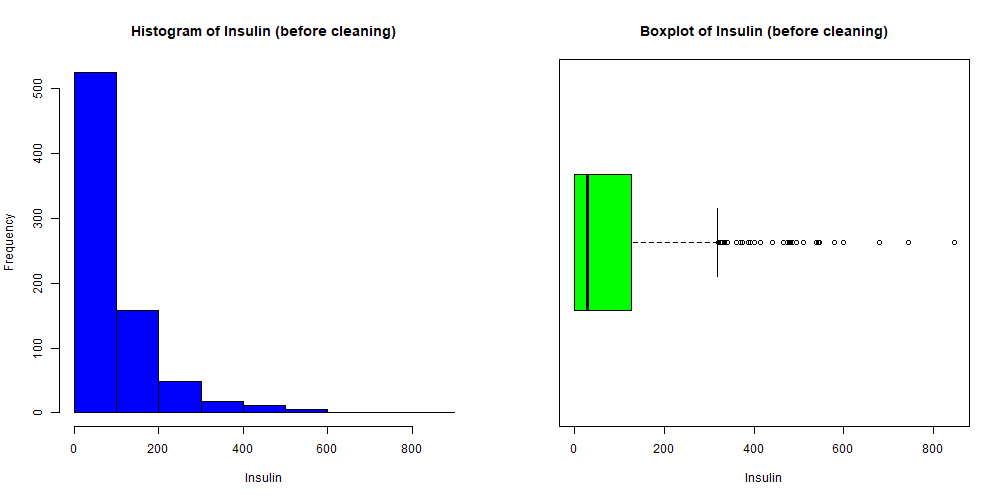 Histogram of Insulin (before cleaning)
Frequency
500
400
300
200
100
0
0 200 400 600 800
Insulin
Boxplot of Insulin (before cleaning)
0 200 400 600 800
Insulin